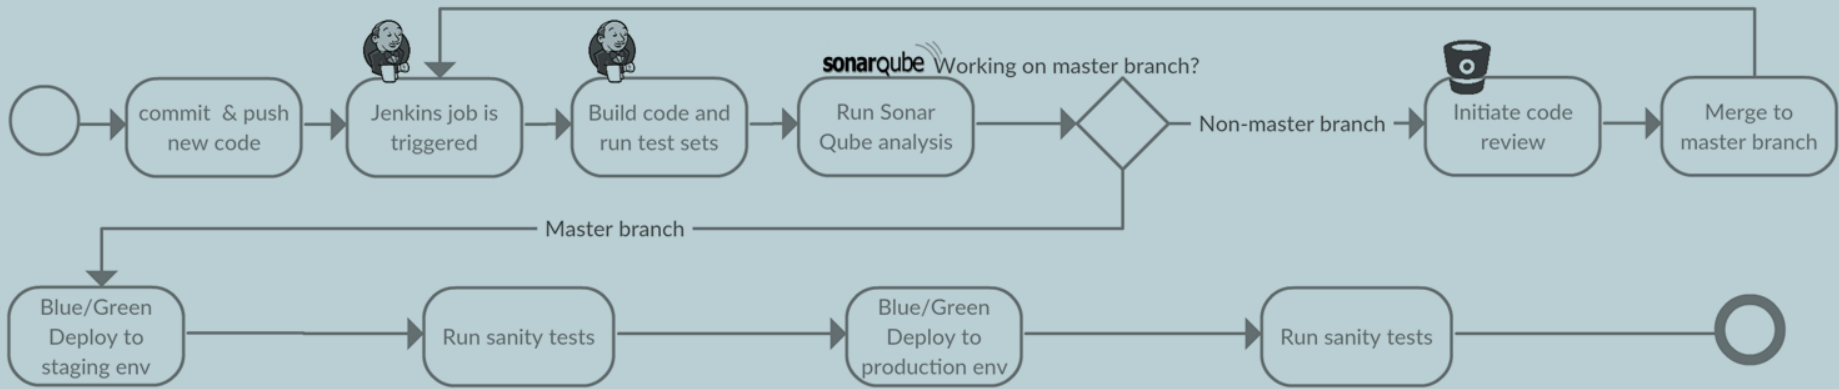 sonarqube
Working on master branch?
commit & push
new code
Jenkins job is
triggered
Build code and
run test sets
Run Sonar
Qube analysis
Non-master branch
Initiate code
review
Merge to
master branch
Master branch
Blue/Green
Deploy to
staging env
Run sanity tests
Blue/Green
Deploy to
production env
Run sanity tests